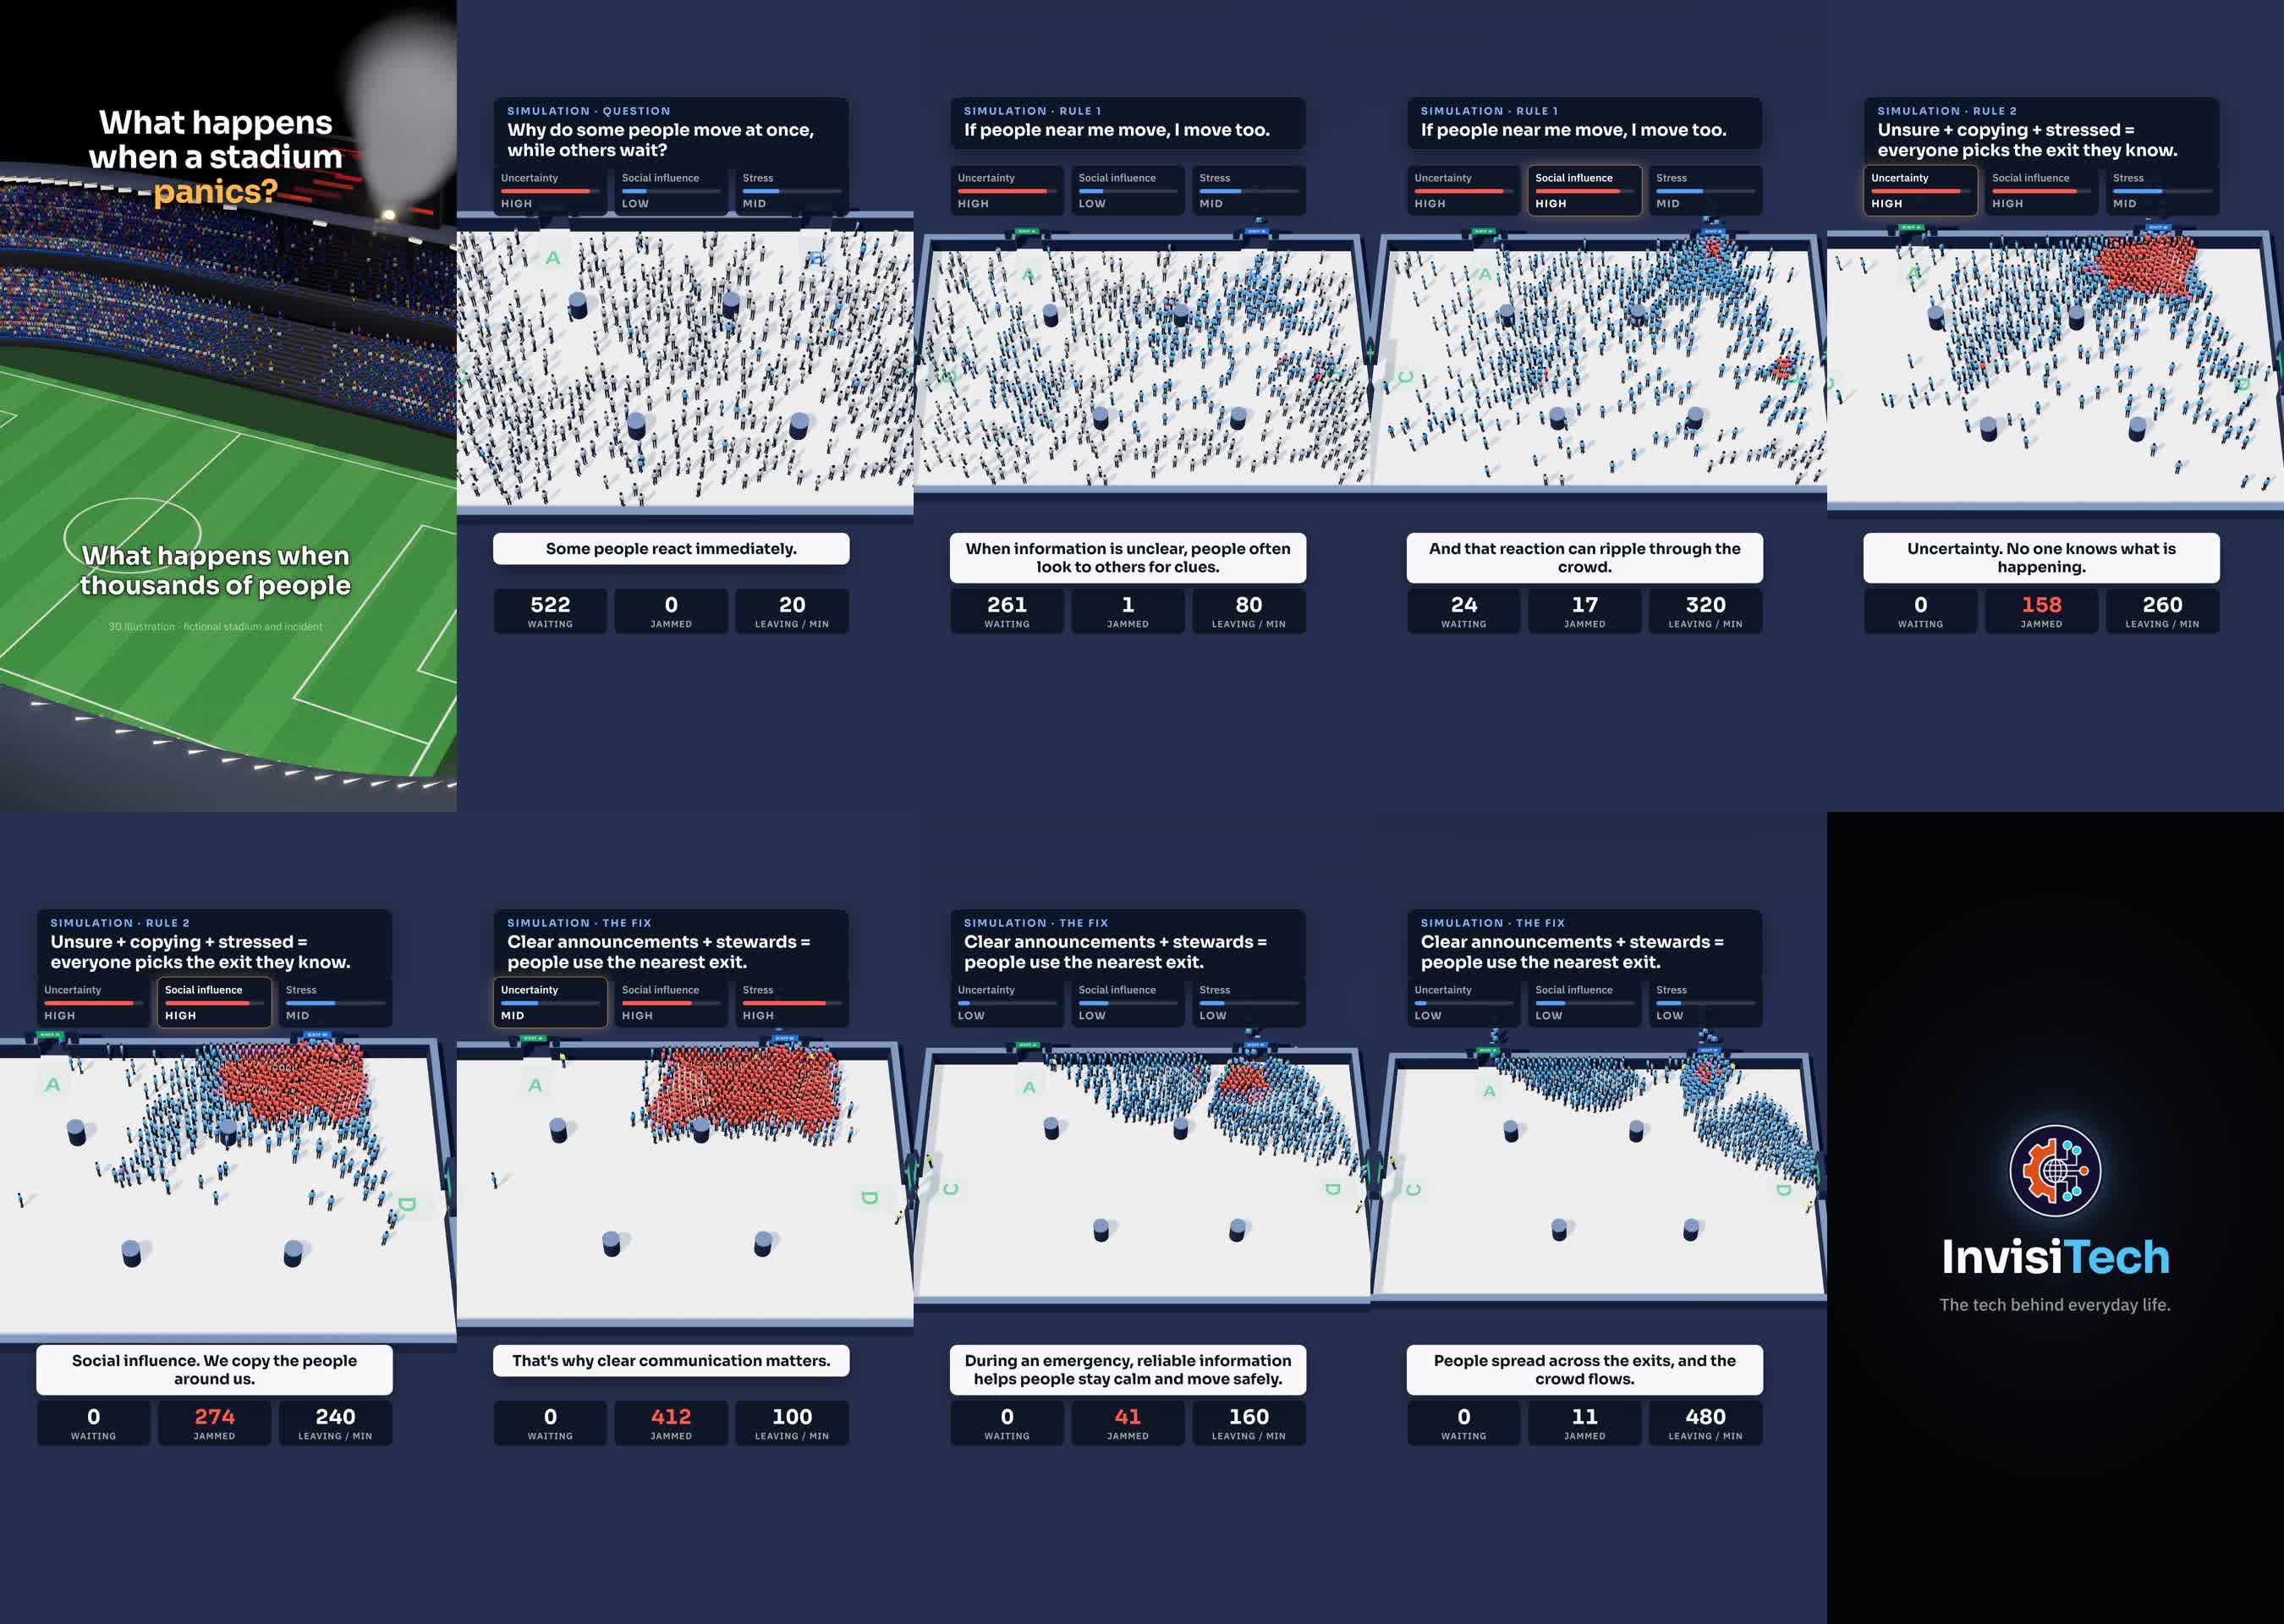 What happens
when a stadium
panics?
What happens when
thousands of people
3D Illustration · fictional stadium and incident
SIMULATION · QUESTION
Why do some people move at once,
while others wait?
Uncertainty
HIGH
Social influence
LOW
Stress
MID
A
B
Some people react immediately.
522
WAITING
0
JAMMED
20
LEAVING / MIN
SIMULATION · RULE 1
If people near me move, I move too.
Uncertainty
HIGH
Social influence
LOW
Stress
MID
A
When information is unclear, people often
look to others for clues.
261
WAITING
1
JAMMED
80
LEAVING / MIN
SIMULATION · RULE 1
If people near me move, I move too.
Uncertainty
HIGH
Social influence
HIGH
Stress
MID
A
C
And that reaction can ripple through the
crowd.
24
WAITING
17
JAMMED
320
LEAVING / MIN
SIMULATION · RULE 2
Unsure + copying + stressed =
everyone picks the exit they know.
Uncertainty
HIGH
Social influence
HIGH
Stress
MID
A
D
Uncertainty. No one knows what is
happening.
0
WAITING
158
JAMMED
260
LEAVING / MIN
SIMULATION · RULE 2
Unsure + copying + stressed =
everyone picks the exit they know.
Uncertainty
HIGH
Social influence
HIGH
Stress
MID
A
D
Social influence. We copy the people
around us.
0
WAITING
274
JAMMED
240
LEAVING / MIN
SIMULATION · THE FIX
Clear announcements + stewards =
people use the nearest exit.
Uncertainty
MID
Social influence
HIGH
Stress
HIGH
A
D
That's why clear communication matters.
0
WAITING
412
JAMMED
100
LEAVING / MIN
SIMULATION · THE FIX
Clear announcements + stewards =
people use the nearest exit.
Uncertainty
LOW
Social influence
LOW
Stress
LOW
A
C
D
During an emergency, reliable information
helps people stay calm and move safely.
0
WAITING
41
JAMMED
160
LEAVING / MIN
SIMULATION · THE FIX
Clear announcements + stewards =
people use the nearest exit.
Uncertainty
LOW
Social influence
LOW
Stress
LOW
A
C
D
People spread across the exits, and the
crowd flows.
0
WAITING
11
JAMMED
480
LEAVING / MIN
InvisiTech
The tech behind everyday life.